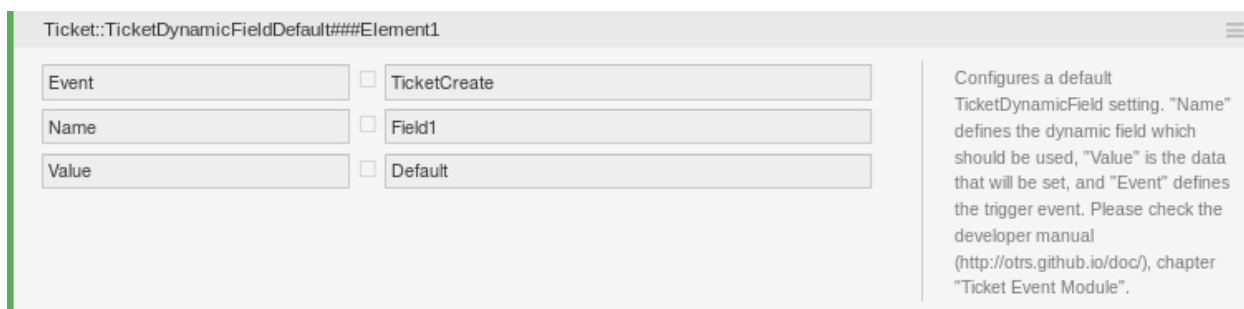 Ticket::TicketDynamicFieldDefault###Element1
Event TicketCreate
Name Field1
Value Default
Configures a default
TicketDynamicField setting. "Name"
defines the dynamic field which
should be used, "Value" is the data
that will be set, and "Event" defines
the trigger event. Please check the
developer manual
(http://otrs.github.io/doc/), chapter
"Ticket Event Module".